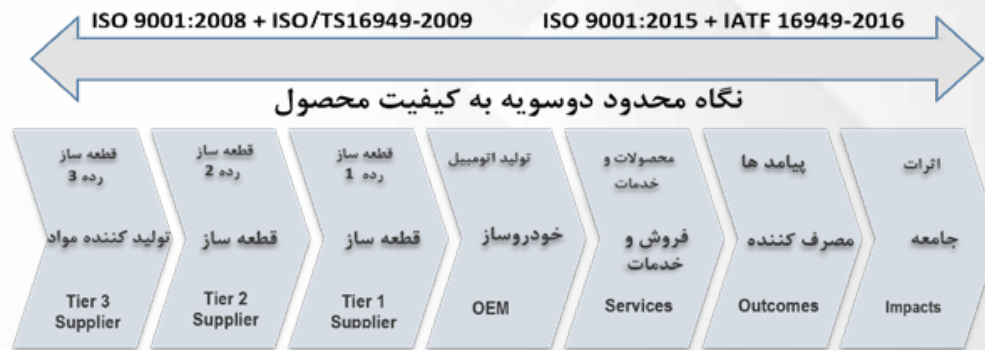 ISO 9001:2008 + ISO/TS16949-2009
ISO 9001:2015 + IATF 16949-2016
نگاه محدود دوسویه به کیفیت محصول
قطعه ساز
رده 3
تولید کننده مواد
Tier 3
Supplier
قطعه ساز
رده 2
قطعه ساز
Tier 2
Supplier
قطعه ساز
رده 1
قطعه ساز
Tier 1
Supplier
تولید اتومبیل
خودروساز
OEM
محصولات و
خدمات
فروش و
خدمات
Services
پیامد ها
مصرف کننده
Outcomes
اثرات
جامعه
Impacts